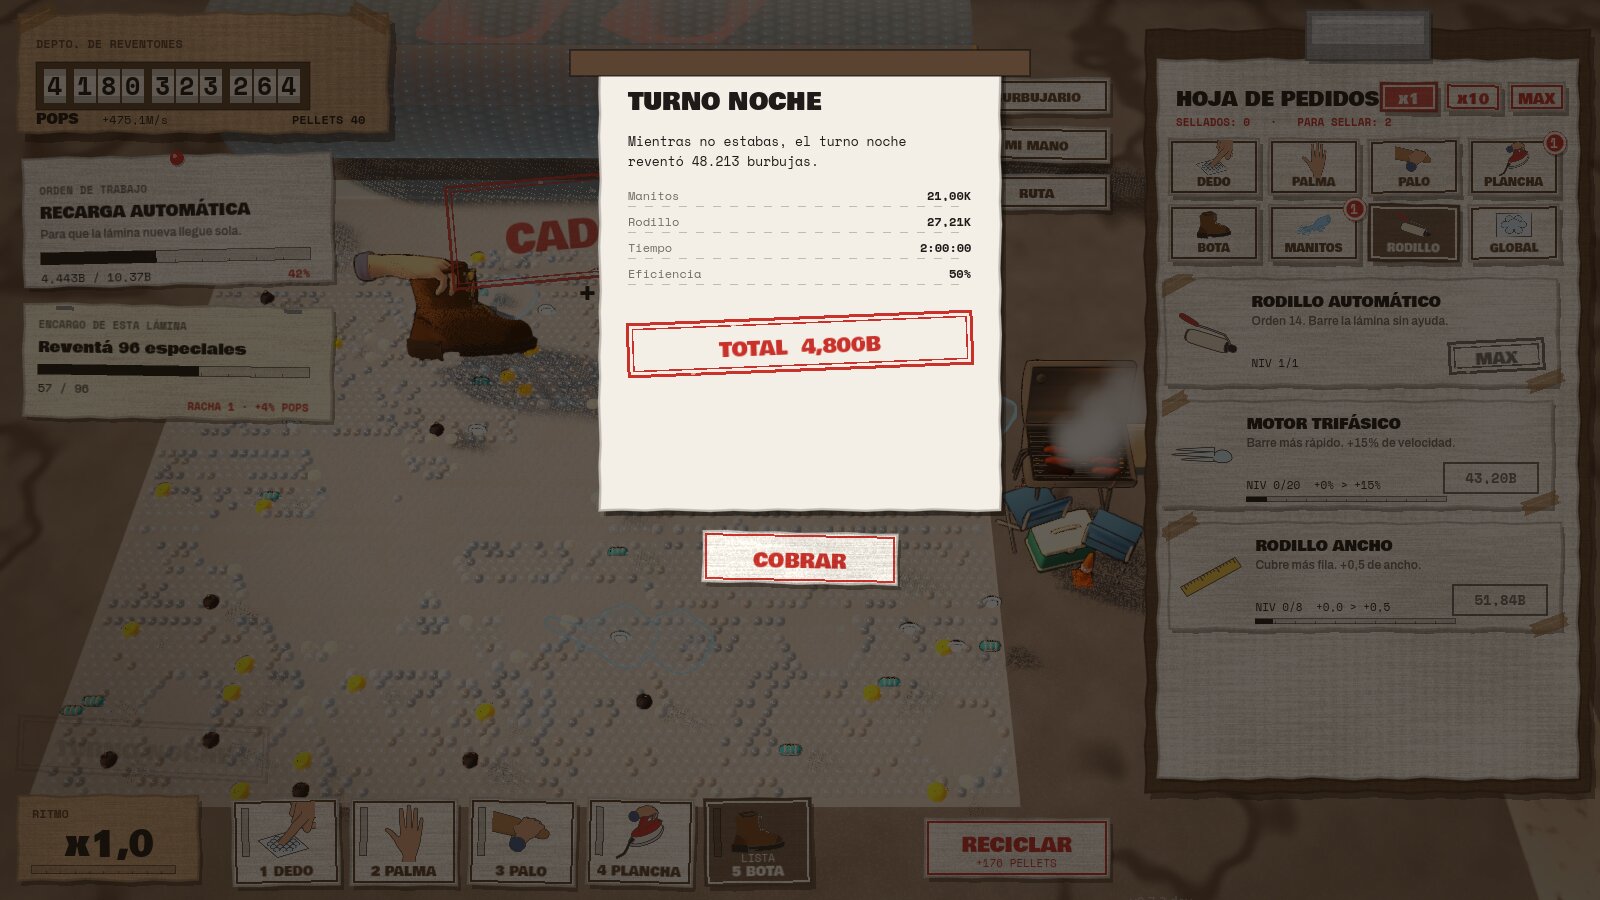 DEPTO. DE REVENTONES
4 180 323 264
POPS +475,1M/s PELLETS 40
ORDEN DE TRABAJO
RECARGA AUTOMÁTICA
Para que la lámina nueva llegue sola.
4,443B / 10,37B 42%
ENCARGO DE ESTA LÁMINA
Reventá 96 especiales
57 / 96
RACHA 1 · +4% POPS
CAD
TURNO NOCHE
Mientras no estabas, el turno noche
reventó 48.213 burbujas.
Manitos 21,00K
Rodillo 27,21K
Tiempo 2:00:00
Eficiencia 50%
TOTAL 4,800B
COBRAR
URBUJARIO
MI MANO
RUTA
HOJA DE PEDIDOS x1 x10 MAX
SELLADOS: 0 · PARA SELLAR: 2
DEDO
PALMA
PALO
PLANCHA
1
BOTA
MANITOS
1
RODILLO
GLOBAL
RODILLO AUTOMÁTICO
Orden 14. Barre la lámina sin ayuda.
NIV 1/1
MAX
MOTOR TRIFÁSICO
Barre más rápido. +15% de velocidad.
NIV 0/20 +0% > +15%
43,20B
RODILLO ANCHO
Cubre más fila. +0,5 de ancho.
NIV 0/8 +0,0 > +0,5
51,84B
RITMO
x1,0
1 DEDO
2 PALMA
3 PALO
4 PLANCHA
LISTA
5 BOTA
RECICLAR
+176 PELLETS